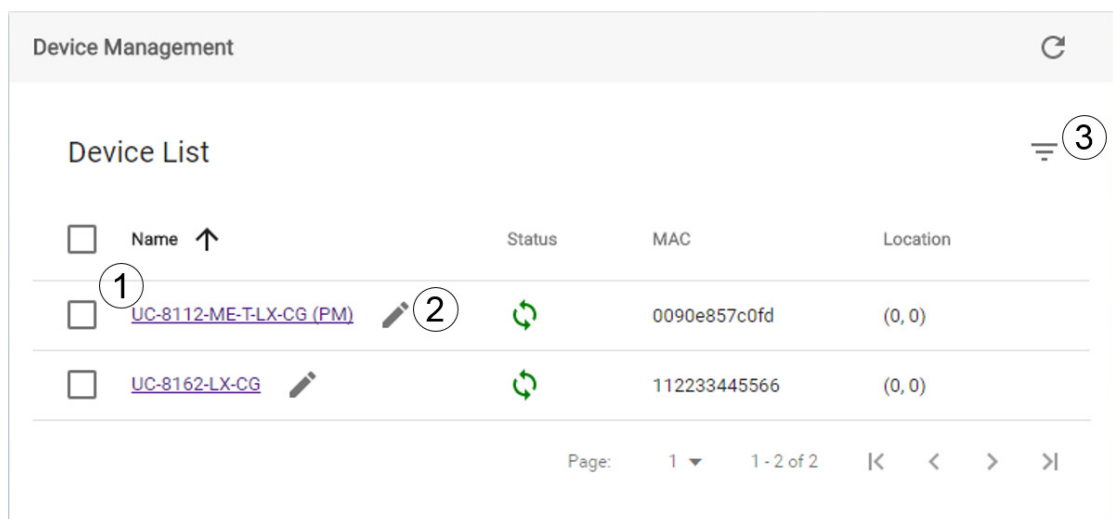 Device Management
Device List
3
Name Status MAC Location
1
UC-8112-ME-T-LX-CG (PM) 2 0090e857c0fd (0, 0)
UC-8162-LX-CG 112233445566 (0, 0)
Page: 1 1 - 2 of 2